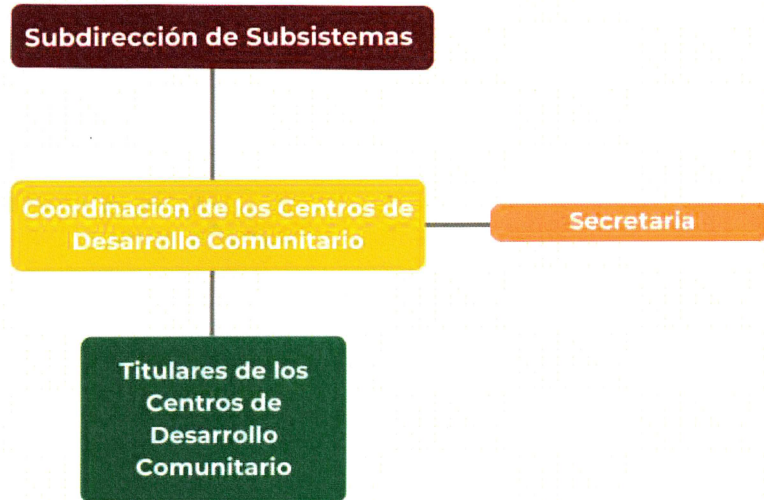 Subdirección de Subsistemas
Coordinación de los Centros de
Desarrollo Comunitario
Secretaria
Titulares de los
Centros de
Desarrollo
Comunitario